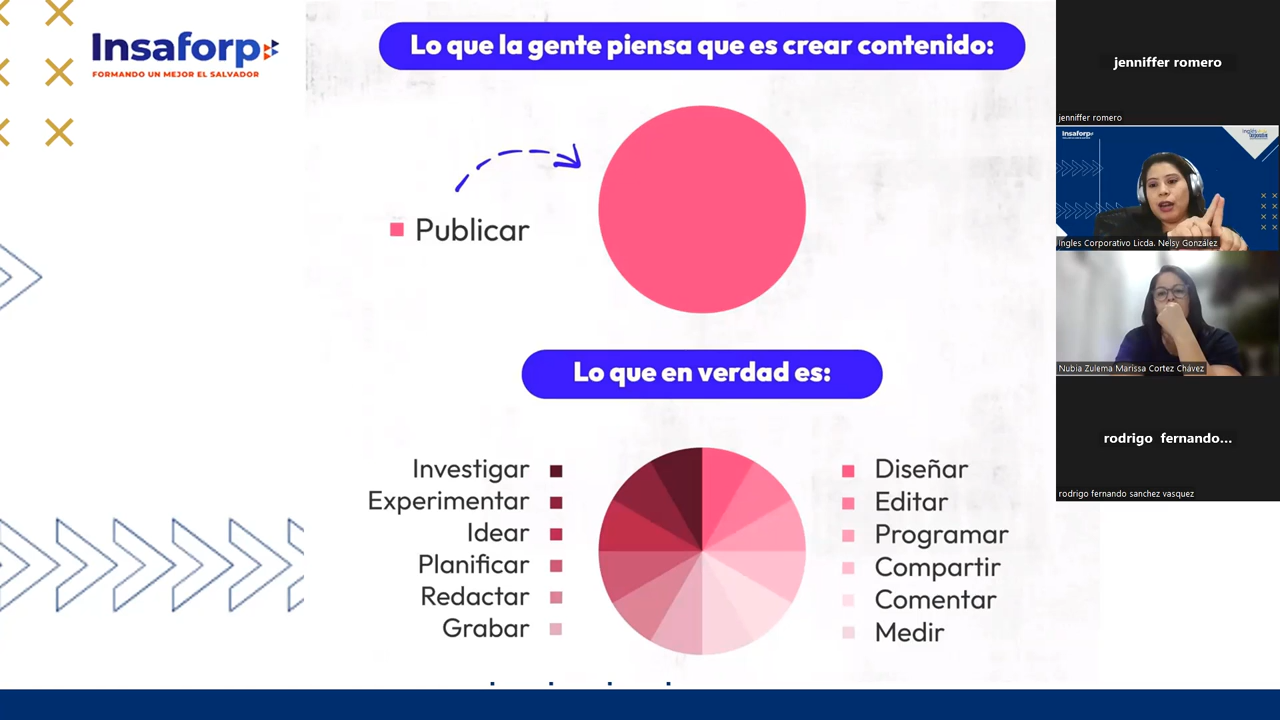 Insaforp
FORMANDO UN MEJOR EL SALVADOR
Lo que la gente piensa que es crear contenido:
Publicar
Lo que en verdad es:
Investigar
Experimentar
Idear
Planificar
Redactar
Grabar
Diseñar
Editar
Programar
Compartir
Comentar
Medir
jenniffer romero
jenniffer romero
Insaforp
Ingles Corporativo Licda. Nelsy González
Nubia Zulema Marissa Cortez Chávez
rodrigo fernando...
rodrigo fernando sanchez vasquez